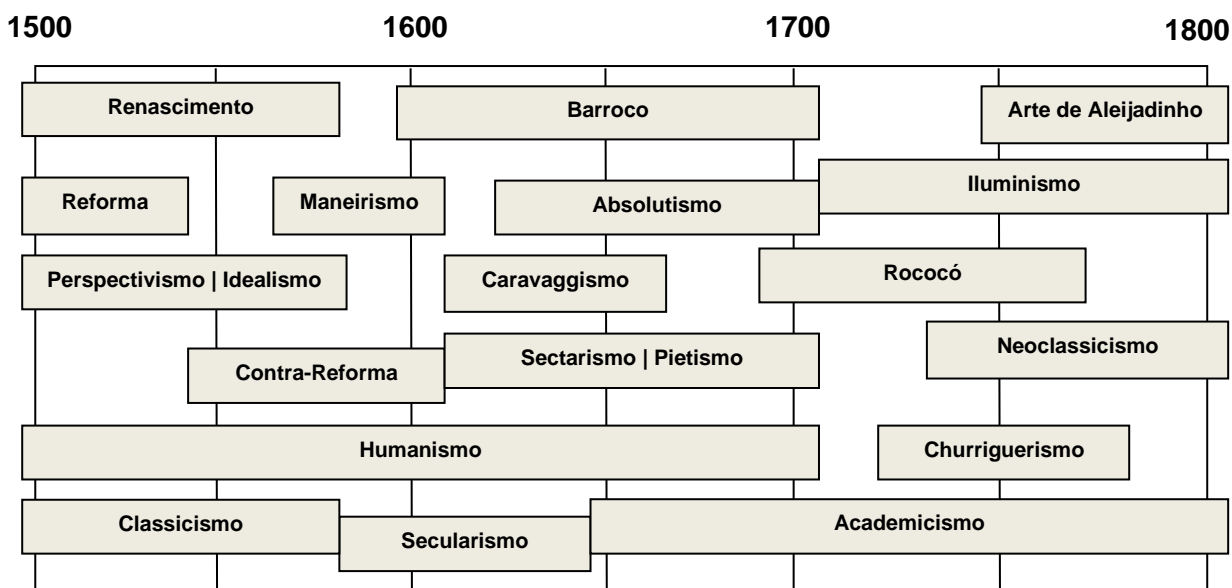 1500 1600 1700 1800
Renascimento Barroco Arte de Aleijadinho
Reforma Maneirismo Absolutismo Iluminismo
Perspectivismo | Idealismo Caravaggismo Rococó
Contra-Reforma Sectarismo | Pietismo Neoclassicismo
Humanismo Churriguerismo
Classicismo Secularismo Academicismo